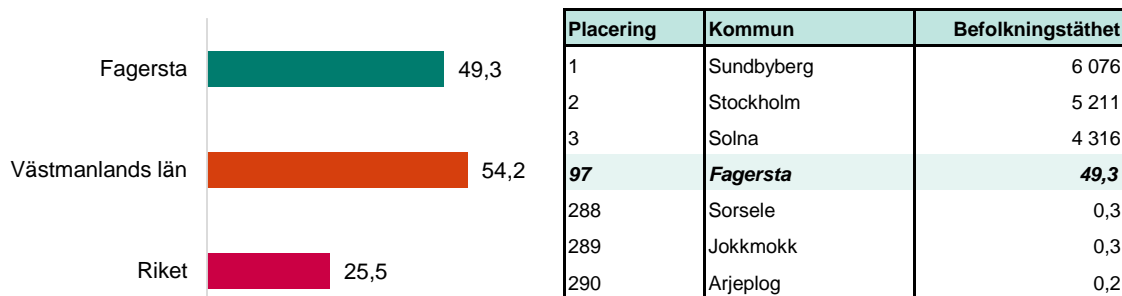 Fagersta 49,3
Västmanlands län 54,2
Riket 25,5
Placering Kommun Befolkningstäthet
1 Sundbyberg 6 076
2 Stockholm 5 211
3 Solna 4 316
97 Fagersta 49,3
288 Sorsele 0,3
289 Jokkmokk 0,3
290 Arjeplog 0,2